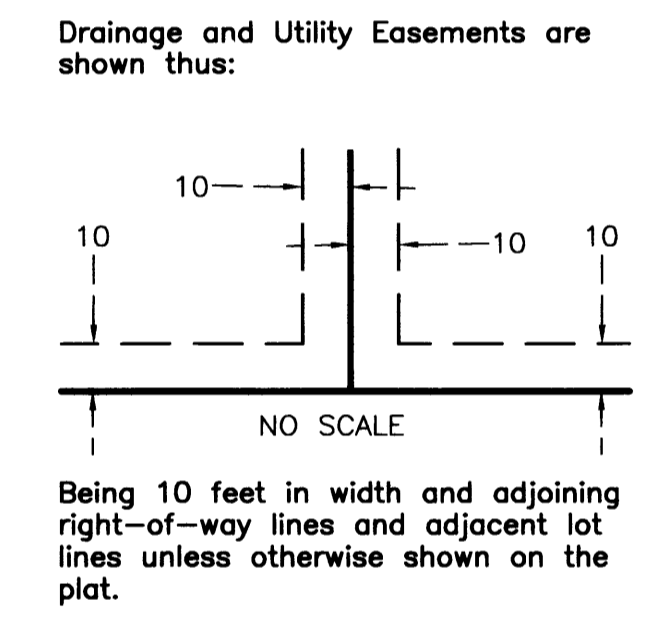 Drainage and Utility Easements are
shown thus:
10
10
10
10
NO SCALE
Being 10 feet in width and adjoining
right-of-way lines and adjacent lot
lines unless otherwise shown on the
plat.